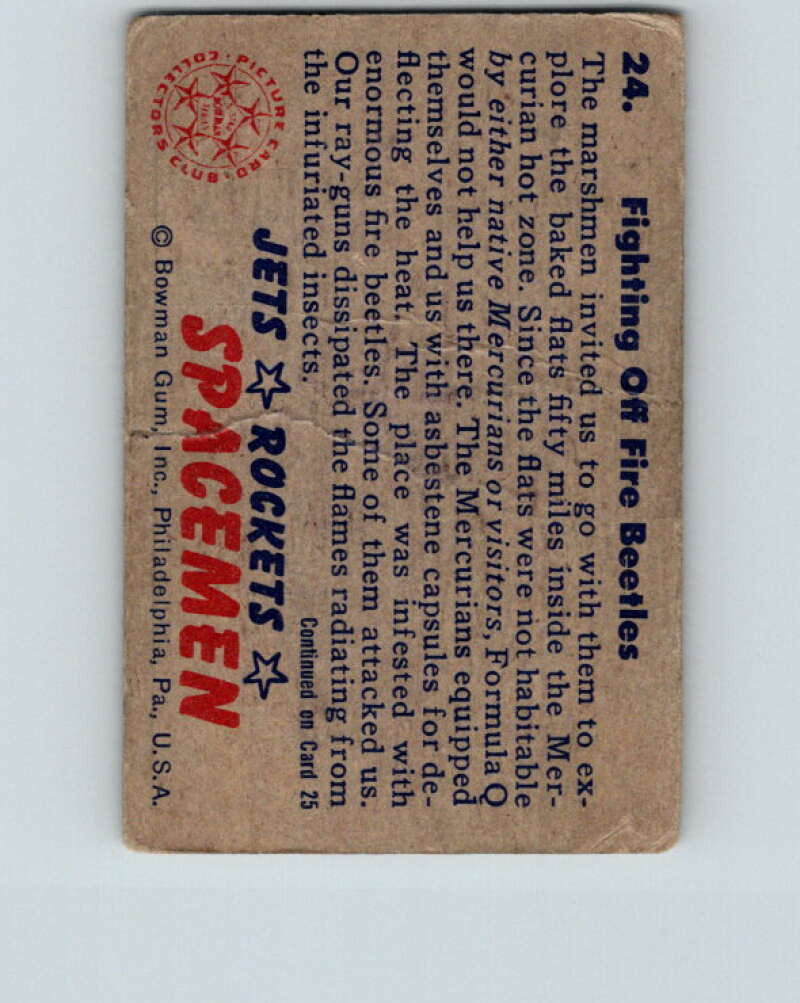 24. Fighting Off Fire Beetles
The marshmen invited us to go with them to ex-
plore the baked flats fifty miles inside the Mer-
curian hot zone. Since the flats were not habitable
by either native Mercurians or visitors, Formula Q
would not help us there. The Mercurians equipped
themselves and us with asbestene capsules for de-
flecting the heat. The place was infested with
enormous fire beetles. Some of them attacked us.
Our ray-guns dissipated the flames radiating from
the infuriated insects.
Continued on Card 25
PICTURE CARD COLLECTORS CLUB
JETS ROCKETS
SPACEMEN
© Bowman Gum, Inc., Philadelphia, Pa., U.S.A.